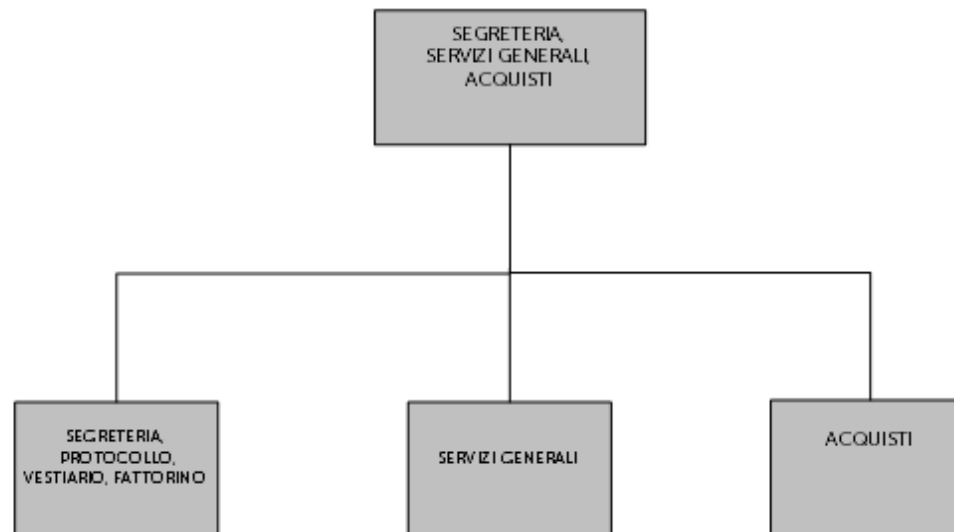 SEGRETERIA,
SERVIZI GENERALI,
ACQUISTI
SEGRETERIA,
PROTOCOLLO,
VESTIARIO, FATTORINO
SERVIZI GENERALI
ACQUISTI